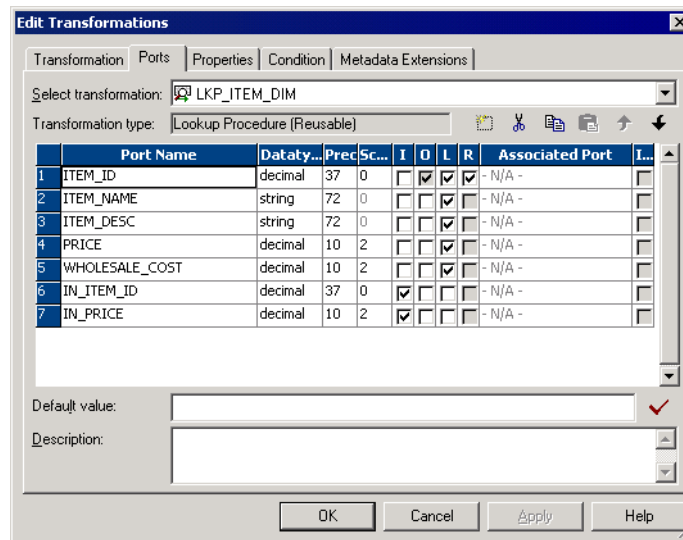 Edit Transformations
Transformation Ports Properties Condition Metadata Extensions
Select transformation: LKP_ITEM_DIM
Transformation type: Lookup Procedure (Reusable)
Port Name Dataty... Prec Sc... I O L R Associated Port I...
1 ITEM_ID decimal 37 0 - N/A -
2 ITEM_NAME string 72 0 - N/A -
3 ITEM_DESC string 72 0 - N/A -
4 PRICE decimal 10 2 - N/A -
5 WHOLESALE_COST decimal 10 2 - N/A -
6 IN_ITEM_ID decimal 37 0 - N/A -
7 IN_PRICE decimal 10 2 - N/A -
Default value:
Description:
OK Cancel Apply Help